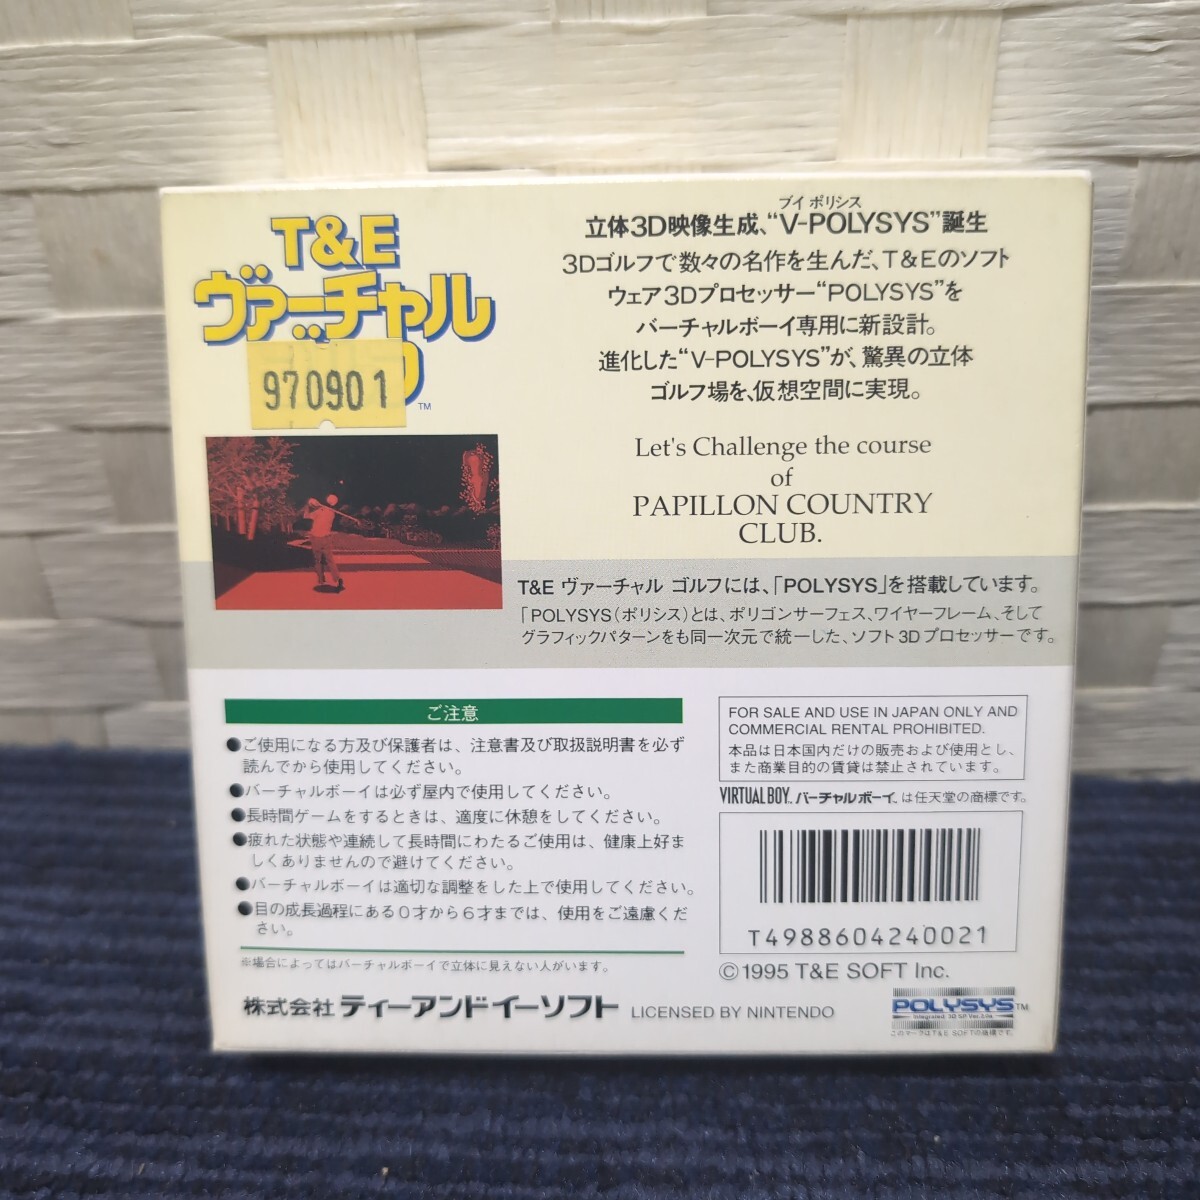 T&E
ヴァーチャル
970901
TM
ブイ ポリシス
立体3D映像生成、“V-POLYSYS”誕生
3Dゴルフで数々の名作を生んだ、T&Eのソフト
ウェア3Dプロセッサー“POLYSYS”を
バーチャルボーイ専用に新設計。
進化した“V-POLYSYS”が、驚異の立体
ゴルフ場を、仮想空間に実現。
Let's Challenge the course
of
PAPILLON COUNTRY
CLUB.
T&E ヴァーチャル ゴルフには、「POLYSYS」を搭載しています。
「POLYSYS(ポリシス)とは、ポリゴンサーフェス、ワイヤーフレーム、そして
グラフィックパターンをも同一次元で統一した、ソフト3Dプロセッサーです。
ご注意
●ご使用になる方及び保護者は、注意書及び取扱説明書を必ず
読んでから使用してください。
●バーチャルボーイは必ず屋内で使用してください。
●長時間ゲームをするときは、適度に休憩をしてください。
●疲れた状態や連続して長時間にわたるご使用は、健康上好ま
しくありませんので避けてください。
●バーチャルボーイは適切な調整をした上で使用してください。
●目の成長過程にある0才から6才までは、使用をご遠慮くだ
さい。
※場合によってはバーチャルボーイで立体に見えない人がいます。
株式会社 ティーアンドイーソフト LICENSED BY NINTENDO
FOR SALE AND USE IN JAPAN ONLY AND
COMMERCIAL RENTAL PROHIBITED.
本品は日本国内だけの販売および使用とし、
また商業目的の賃貸は禁止されています。
VIRTUAL BOY, バーチャルボーイ, は任天堂の商標です。
T4988604240021
©1995 T&E SOFT Inc.
POLYSYS TM
このマークはT&E SOFTの商標です。